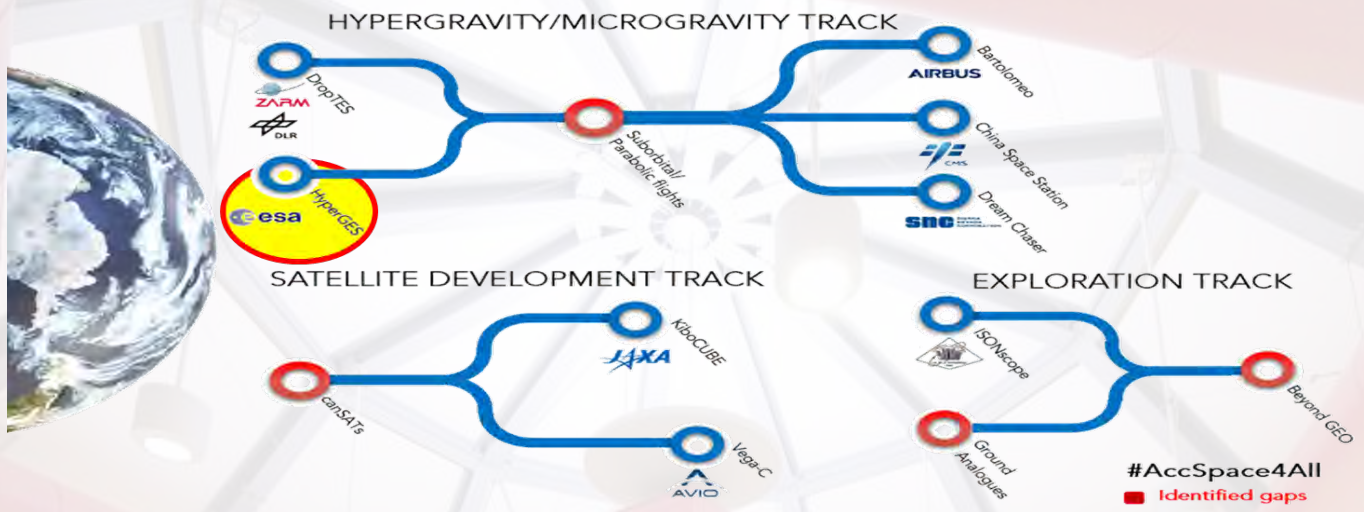 HYPERGRAVITY/MICROGRAVITY TRACK
DropTES
ZARM
DLR
HyperGES
esa
Suborbital/
Parabolic flights
Bartolomeo
AIRBUS
China Space Station
CMS
Dream Chaser
snc
SATELLITE DEVELOPMENT TRACK
canSATs
KiboCUBE
JAXA
Vega-C
AVIO
EXPLORATION TRACK
ISONscope
Ground
Analogues
Beyond GEO
#AccSpace4All
Identified gaps